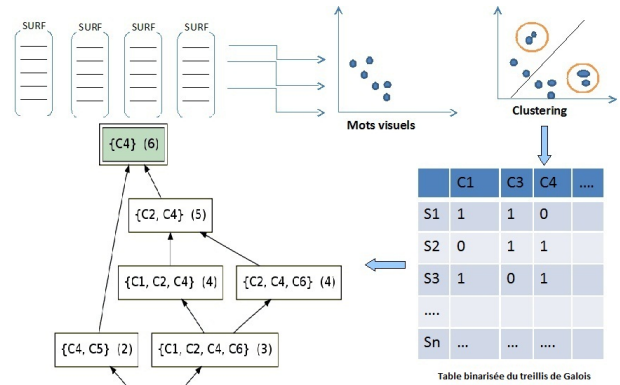 SURF SURF SURF SURF
Mots visuels
Clustering
{C4} (6)
{C2, C4} (5)
{C1, C2, C4} (4)
{C2, C4, C6} (4)
{C4, C5} (2)
{C1, C2, C4, C6} (3)
C1 C3 C4 ....
S1 1 1 0
S2 0 1 1
S3 1 0 1
....
Sn ... ... ....
Table binarisée du treillis de Galois